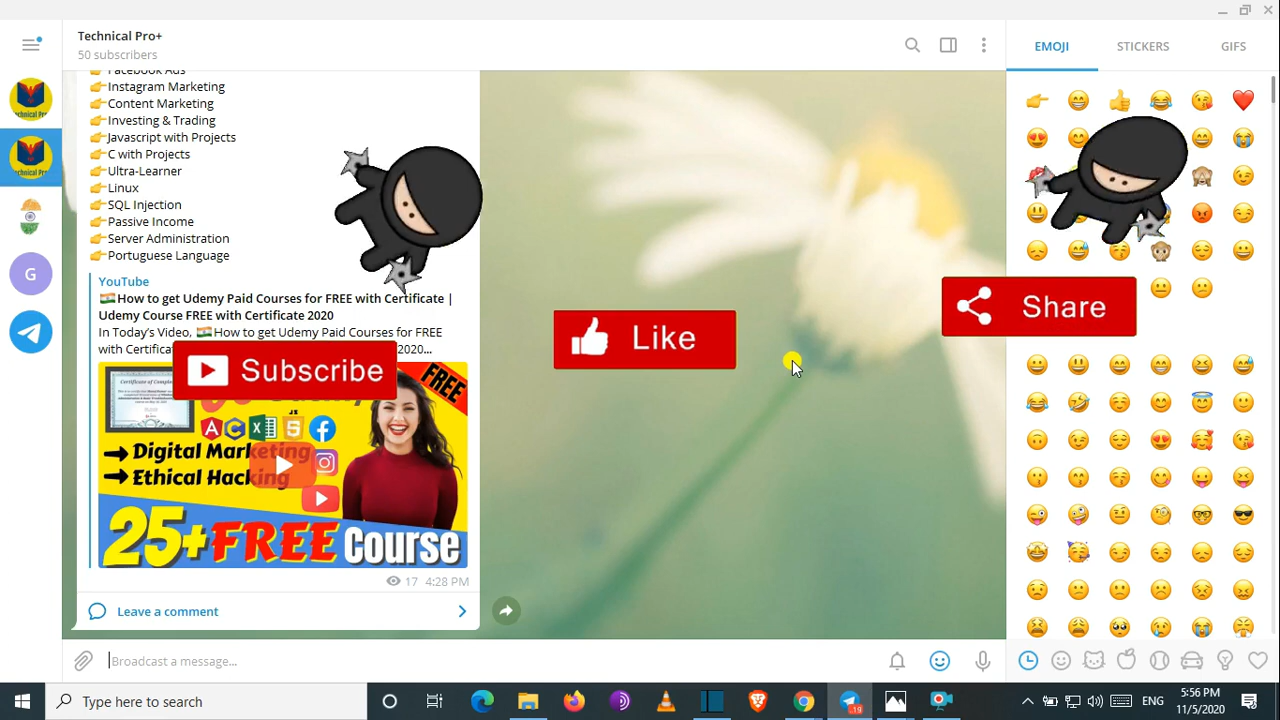 Technical Pro+
50 subscribers
Facebook Ads
👉Instagram Marketing
👉Content Marketing
👉Investing & Trading
👉Javascript with Projects
👉C with Projects
👉Ultra-Learner
👉Linux
👉SQL Injection
👉Passive Income
👉Server Administration
👉Portuguese Language
YouTube
🇮🇳How to get Udemy Paid Courses for FREE with Certificate |
Udemy Course FREE with Certificate 2020
In Today's Video, 🇮🇳How to get Udemy Paid Courses for FREE
2020...
Subscribe
Like
Share
FREE
→ Digital Marketing
→ Ethical Hacking
25+FREE Course
17 4:28 PM
Leave a comment
Broadcast a message...
EMOJI STICKERS GIFS
G
Type here to search
19
ENG
5:56 PM
11/5/2020